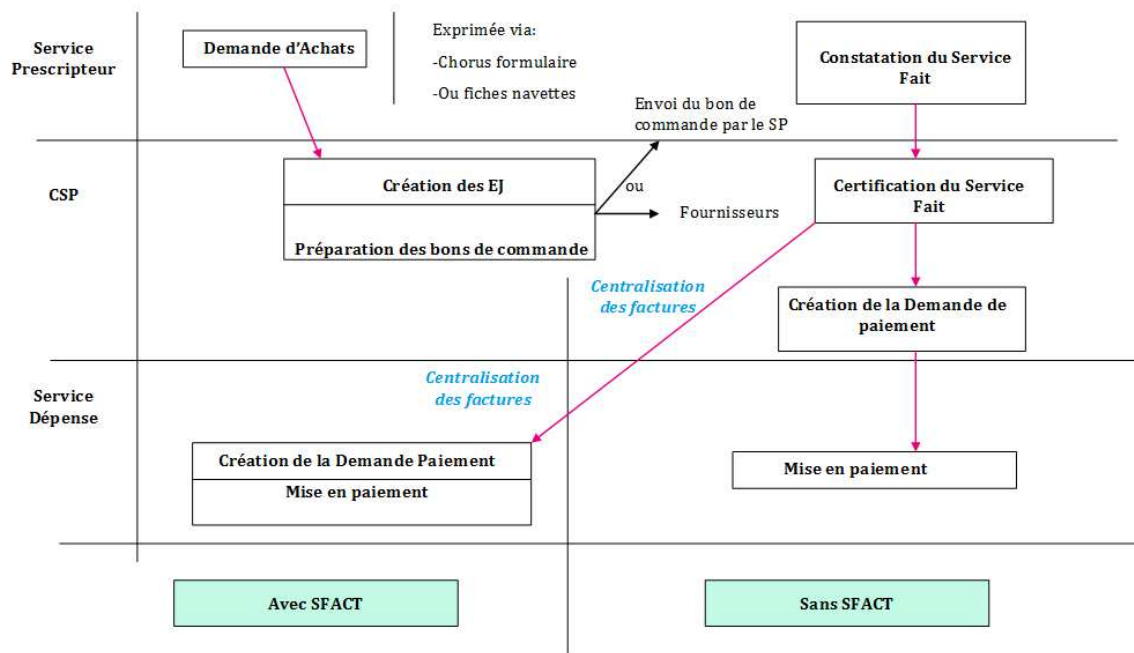 Service
Prescripteur
Demande d'Achats
Exprimée via:
-Chorus formulaire
-Ou fiches navettes
Constatation du Service
Fait
Envoi du bon de
commande par le SP
CSP
Création des EJ
Préparation des bons de commande
ou
Fournisseurs
Certification du Service
Fait
Centralisation
des factures
Création de la Demande de
paiement
Service
Dépense
Centralisation
des factures
Création de la Demande Paiement
Mise en paiement
Mise en paiement
Avec SFACT
Sans SFACT